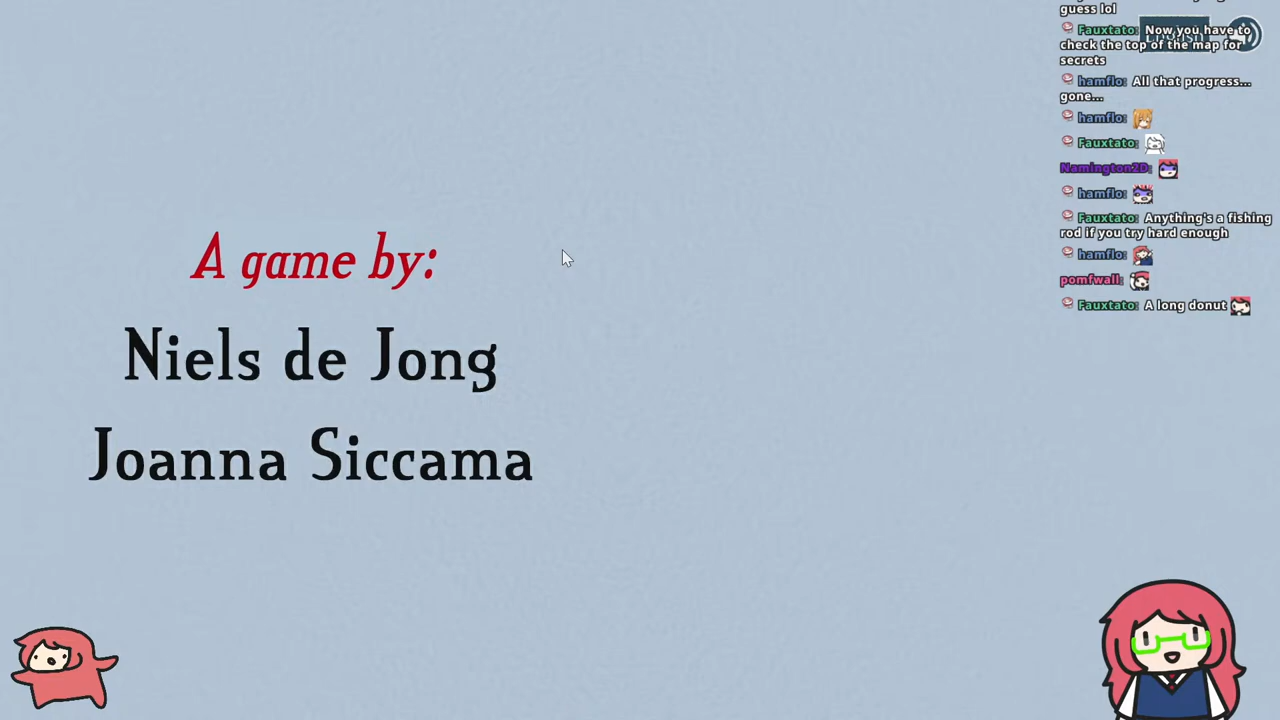 A game by:
Niels de Jong
Joanna Siccama
English
guess lol
Fauxtato: Now you have to
check the top of the map for
secrets
hamflo: All that progress...
gone...
hamflo:
Fauxtato:
Namington2D:
hamflo:
Fauxtato: Anything's a fishing
rod if you try hard enough
hamflo:
pomfwall:
Fauxtato: A long donut